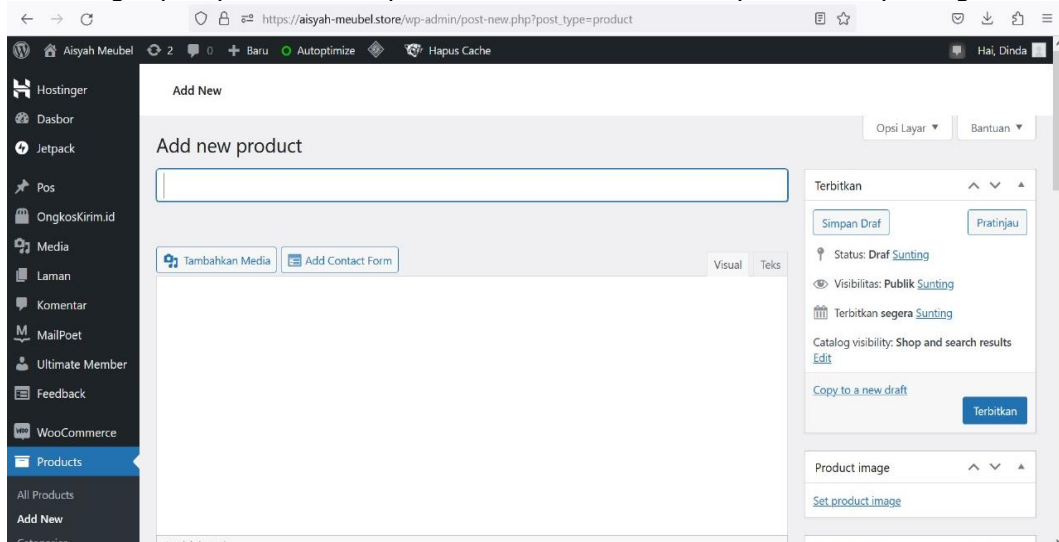 https://aisyah-meubel.store/wp-admin/post-new.php?post_type=product
Aisyah Meubel 2 0 + Baru Autoptimize Hapus Cache Hai, Dinda
Hostinger
Dasbor
Jetpack
Pos
OngkosKirim.id
Media
Laman
Komentar
MailPoet
Ultimate Member
Feedback
WooCommerce
Products
All Products
Add New
Add New
Opsi Layar Bantuan
Add new product
Tambahkan Media Add Contact Form Visual Teks
Terbitkan
Simpan Draf Pratinjau
Status: Draf Sunting
Visibilitas: Publik Sunting
Terbitkan segera Sunting
Catalog visibility: Shop and search results
Edit
Copy to a new draft
Terbitkan
Product image
Set product image